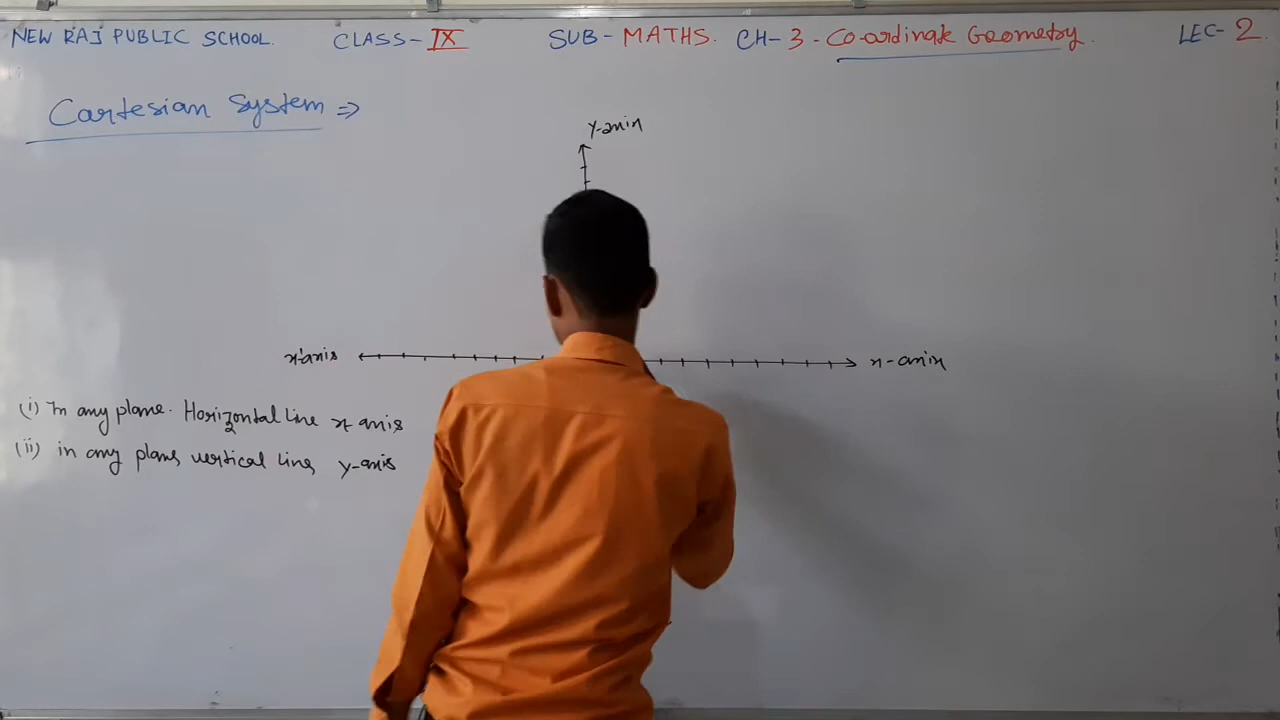 NEW RAJ PUBLIC SCHOOL. CLASS-IX SUB-MATHS. CH-3-Co-ordinate Geometry. LEC-2.
Cartesian System ⇒
y-axis
x'-axis x-axis
(i) In any plane. Horizontal Line x axis
(ii) in any plane, vertical line, y-axis